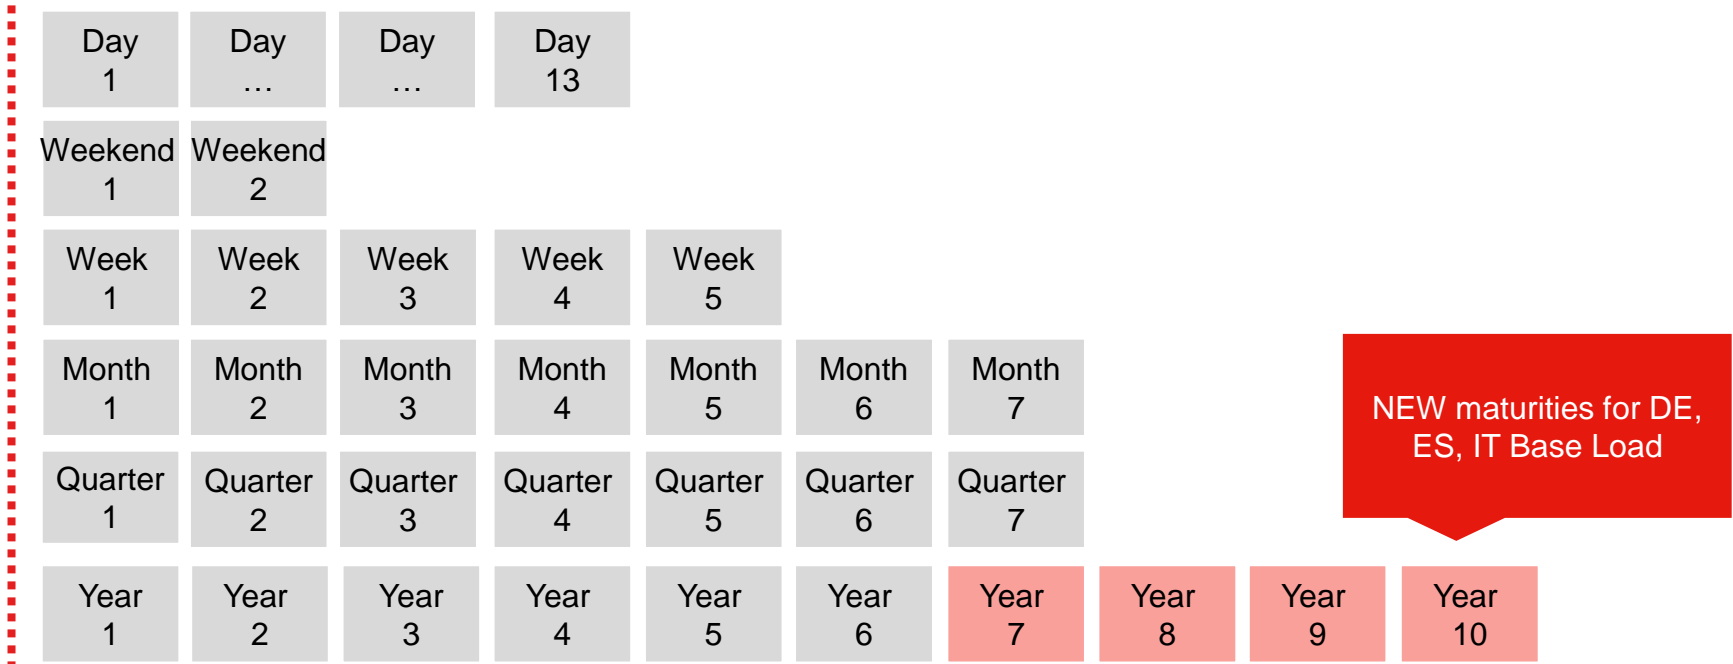 Day
1
Day
…
Day
…
Day
13
Weekend
1
Weekend
2
Week
1
Week
2
Week
3
Week
4
Week
5
Month
1
Month
2
Month
3
Month
4
Month
5
Month
6
Month
7
NEW maturities for DE,
ES, IT Base Load
Quarter
1
Quarter
2
Quarter
3
Quarter
4
Quarter
5
Quarter
6
Quarter
7
Year
1
Year
2
Year
3
Year
4
Year
5
Year
6
Year
7
Year
8
Year
9
Year
10